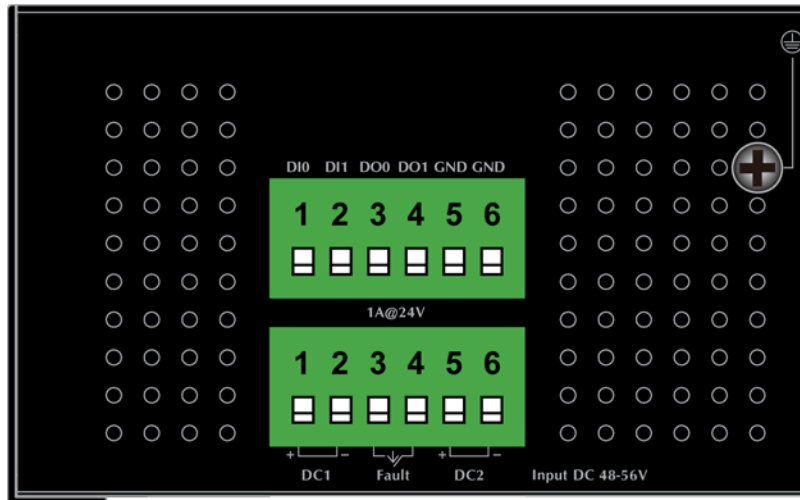 DI0 DI1 DO0 DO1 GND GND
1 2 3 4 5 6
1A@24V
1 2 3 4 5 6
+ − + −
DC1 Fault DC2 Input DC 48-56V